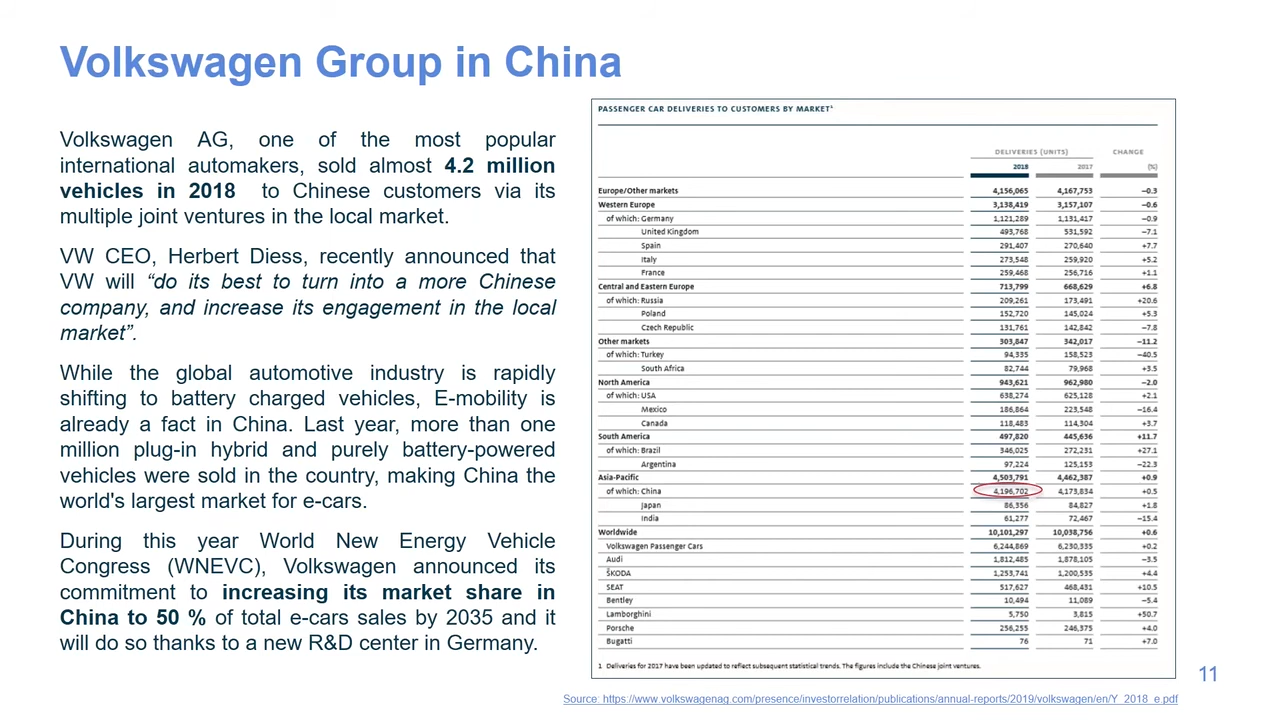 Volkswagen Group in China
Volkswagen AG, one of the most popular
international automakers, sold almost 4.2 million
vehicles in 2018 to Chinese customers via its
multiple joint ventures in the local market.
VW CEO, Herbert Diess, recently announced that
VW will “do its best to turn into a more Chinese
company, and increase its engagement in the local
market”.
While the global automotive industry is rapidly
shifting to battery charged vehicles, E-mobility is
already a fact in China. Last year, more than one
million plug-in hybrid and purely battery-powered
vehicles were sold in the country, making China the
world's largest market for e-cars.
During this year World New Energy Vehicle
Congress (WNEVC), Volkswagen announced its
commitment to increasing its market share in
China to 50 % of total e-cars sales by 2035 and it
will do so thanks to a new R&D center in Germany.
PASSENGER CAR DELIVERIES TO CUSTOMERS BY MARKET¹
DELIVERIES (UNITS) CHANGE
2018 2017 (%)
Europe/Other markets 4,156,065 4,167,753 –0.3
Western Europe 3,138,419 3,157,107 –0.6
of which: Germany 1,121,289 1,131,417 –0.9
United Kingdom 493,768 531,592 –7.1
Spain 291,407 270,640 +7.7
Italy 273,548 259,920 +5.2
France 259,468 256,716 +1.1
Central and Eastern Europe 713,799 668,629 +6.8
of which: Russia 209,261 173,491 +20.6
Poland 152,720 145,024 +5.3
Czech Republic 131,761 142,842 –7.8
Other markets 303,847 342,017 –11.2
of which: Turkey 94,335 158,523 –40.5
South Africa 82,744 79,968 +3.5
North America 943,621 962,980 –2.0
of which: USA 638,274 625,128 +2.1
Mexico 186,864 223,548 –16.4
Canada 118,483 114,304 +3.7
South America 497,820 445,636 +11.7
of which: Brazil 346,025 272,231 +27.1
Argentina 97,224 125,153 –22.3
Asia-Pacific 4,503,791 4,462,387 +0.9
of which: China 4,196,702 4,173,834 +0.5
Japan 86,356 84,827 +1.8
India 61,277 72,467 –15.4
Worldwide 10,101,297 10,038,756 +0.6
Volkswagen Passenger Cars 6,244,869 6,230,335 +0.2
Audi 1,812,485 1,878,105 –3.5
ŠKODA 1,253,741 1,200,535 +4.4
SEAT 517,627 468,431 +10.5
Bentley 10,494 11,089 –5.4
Lamborghini 5,750 3,815 +50.7
Porsche 256,255 246,375 +4.0
Bugatti 76 71 +7.0
1 Deliveries for 2017 have been updated to reflect subsequent statistical trends. The figures include the Chinese joint ventures.
11
Source: https://www.volkswagenag.com/presence/investorrelation/publications/annual-reports/2019/volkswagen/en/Y_2018_e.pdf